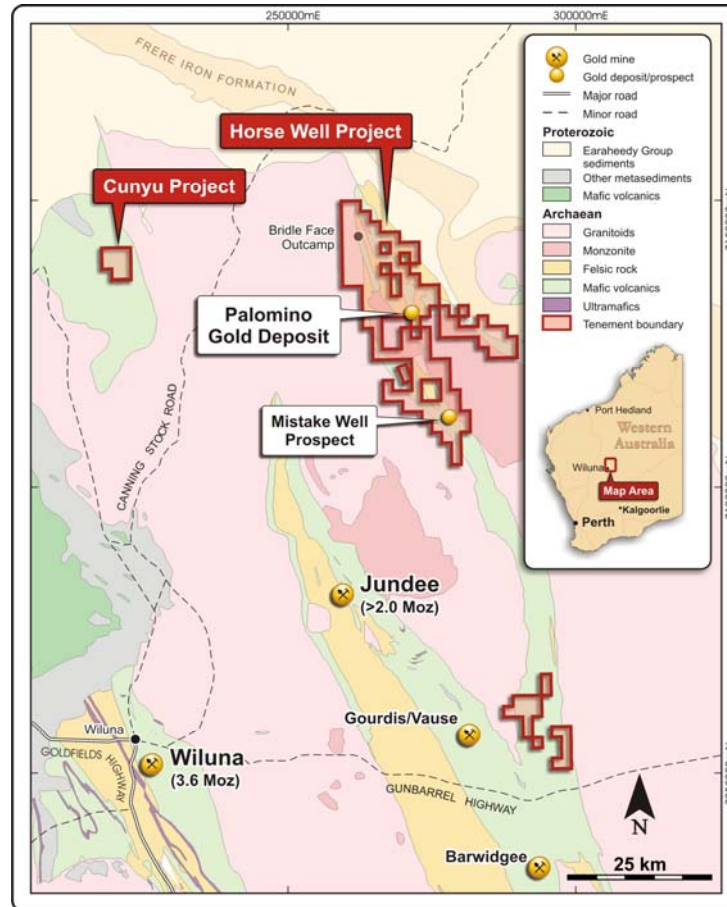 250000mE
300000mE
FRERE IRON FORMATION
Horse Well Project
Cunyu Project
Bridle Face
Outcamp
Palomino
Gold Deposit
Mistake Well
Prospect
CANNING STOCK ROAD
Jundee
(>2.0 Moz)
Gourdis/Vause
Wiluna
Wiluna
(3.6 Moz)
GOLDFIELDS HIGHWAY
GUNBARREL HIGHWAY
Barwidgee
N
25 km
Gold mine
Gold deposit/prospect
Major road
Minor road
Proterozoic
Earaheedy Group
sediments
Other metasediments
Mafic volcanics
Archaean
Granitoids
Monzonite
Felsic rock
Mafic volcanics
Ultramafics
Tenement boundary
Port Hedland
Western
Australia
Wiluna
Map Area
Kalgoorlie
Perth